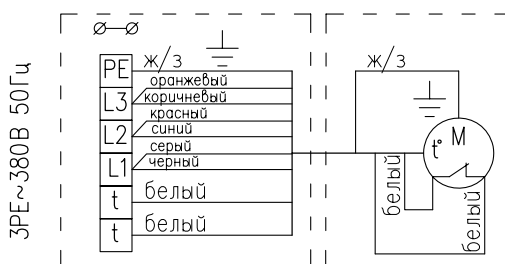 3PE~380В 50Гц
PE
Ж/З
L3
оранжевый
коричневый
L2
красный
синий
L1
серый
черный
t
белый
t
белый
Ж/З
М
t°
белый
белый